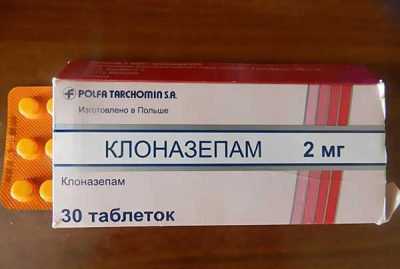 POLFA TARCHOMIN S.A.
Изготовлено в Польше
КЛОНАЗЕПАМ 2 мг
Клоназепам
30 таблеток